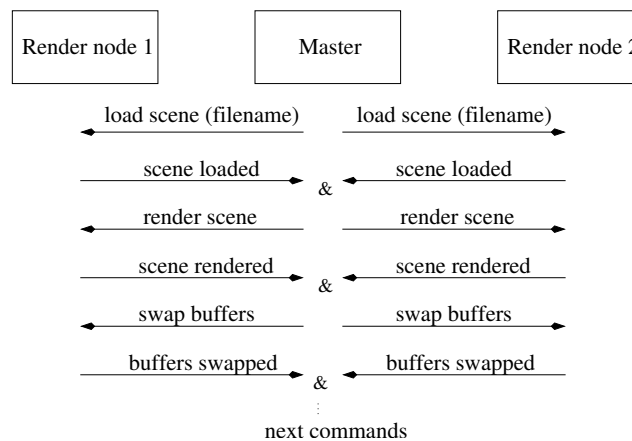 Render node 1 Master Render node 2
load scene (filename) load scene (filename)
scene loaded & scene loaded
render scene render scene
scene rendered & scene rendered
swap buffers swap buffers
buffers swapped & buffers swapped
next commands